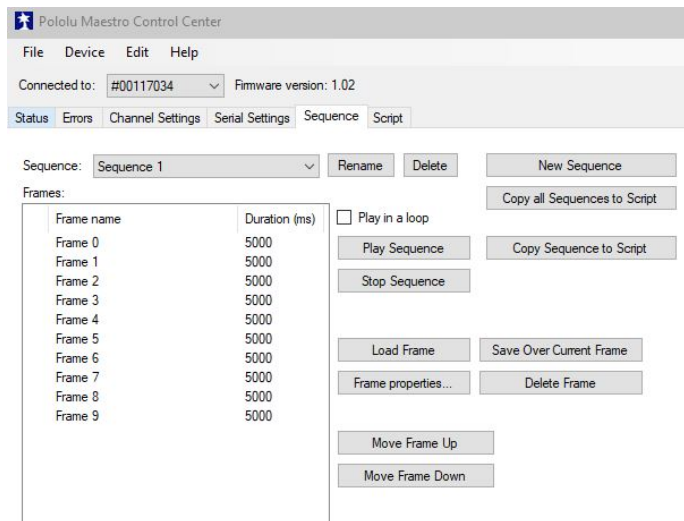 Pololu Maestro Control Center
File Device Edit Help
Connected to: #00117034 Firmware version: 1.02
Status Errors Channel Settings Serial Settings Sequence Script
Sequence: Sequence 1 Rename Delete New Sequence
Frames: Copy all Sequences to Script
Frame name Duration (ms) Play in a loop
Frame 0 5000 Play Sequence Copy Sequence to Script
Frame 1 5000
Frame 2 5000 Stop Sequence
Frame 3 5000
Frame 4 5000
Frame 5 5000 Load Frame Save Over Current Frame
Frame 6 5000
Frame 7 5000 Frame properties... Delete Frame
Frame 8 5000
Frame 9 5000
Move Frame Up
Move Frame Down